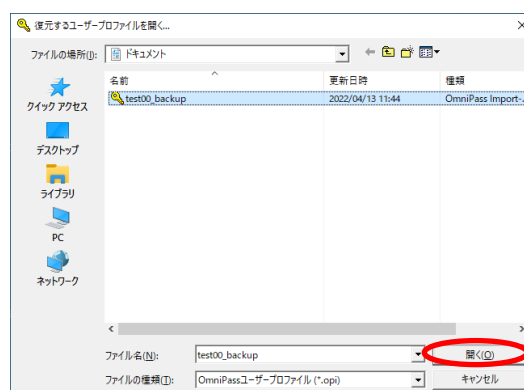 復元するユーザープロファイルを開く...
ファイルの場所(I):
ドキュメント
名前
更新日時
種類
test00_backup
2022/04/13 11:44
OmniPass Import-
クイック アクセス
デスクトップ
ライブラリ
PC
ネットワーク
ファイル名(N):
test00_backup
開く(O)
ファイルの種類(T):
OmniPassユーザープロファイル (*.opi)
キャンセル